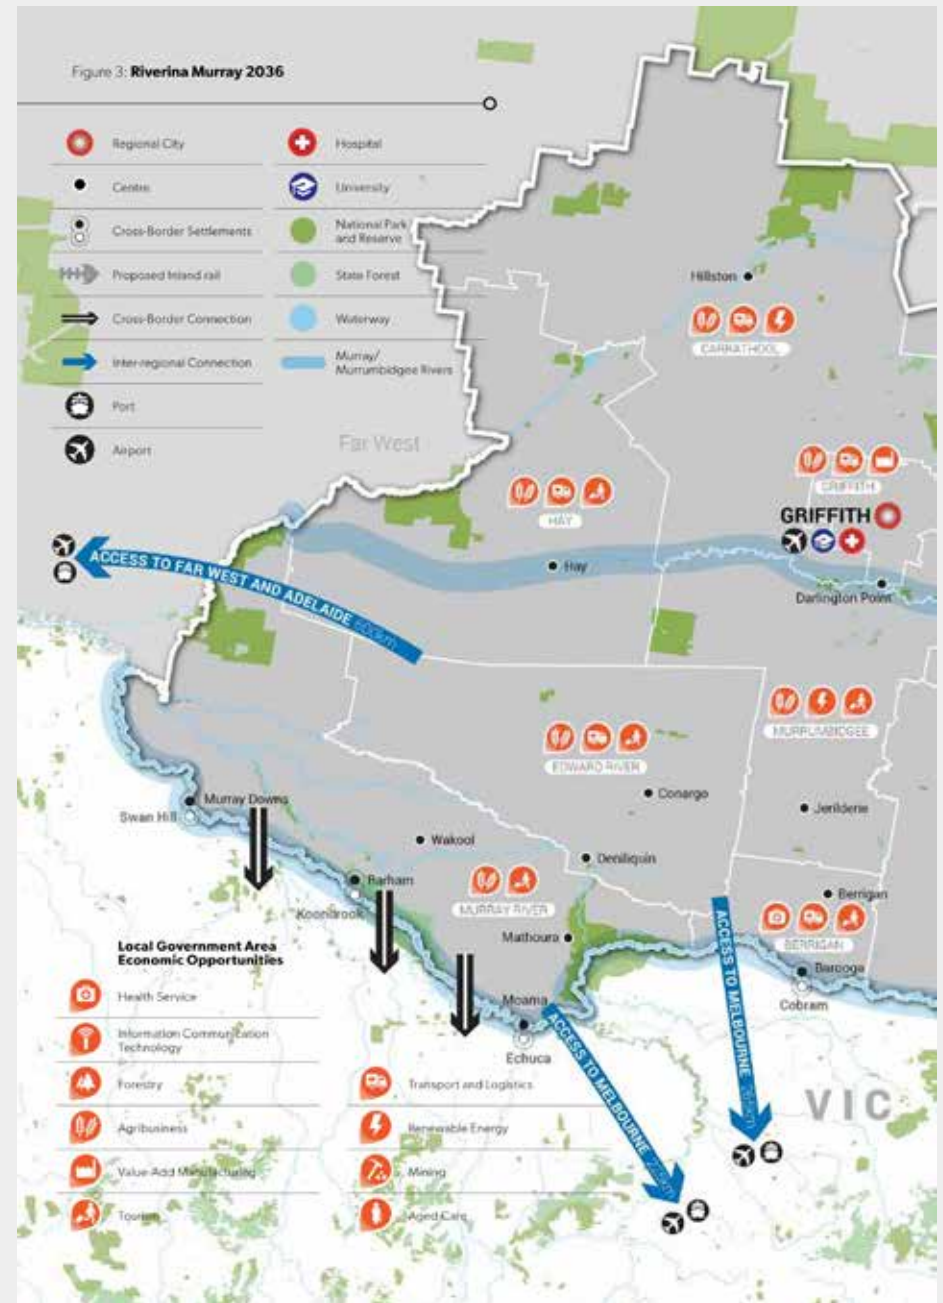 Figure 3: Riverina Murray 2036
Regional City
Centre
Cross-Border Settlements
Proposed Inland rail
Cross-Border Connection
Inter-regional Connection
Port
Airport
Hospital
University
National Park
and Reserve
State Forest
Waterway
Murray/
Murrumbidgee Rivers
Far West
Hillston
CARRATHOOL
GRIFFITH
GRIFFITH
HAY
Hay
Darlington Point
ACCESS TO FAR WEST AND ADELAIDE 600km
MURRUMBIDGEE
EDWARD RIVER
Conargo
Jerilderie
Murray Downs
Swan Hill
Wakool
Deniliquin
Barham
Koondrook
MURRAY RIVER
Mathoura
Berrigan
BERRIGAN
Barooga
Cobram
Moama
Echuca
ACCESS TO MELBOURNE
ACCESS TO MELBOURNE
VIC
Local Government Area
Economic Opportunities
Health Service
Information Communication
Technology
Forestry
Agribusiness
Value-Add Manufacturing
Tourism
Transport and Logistics
Renewable Energy
Mining
Aged Care